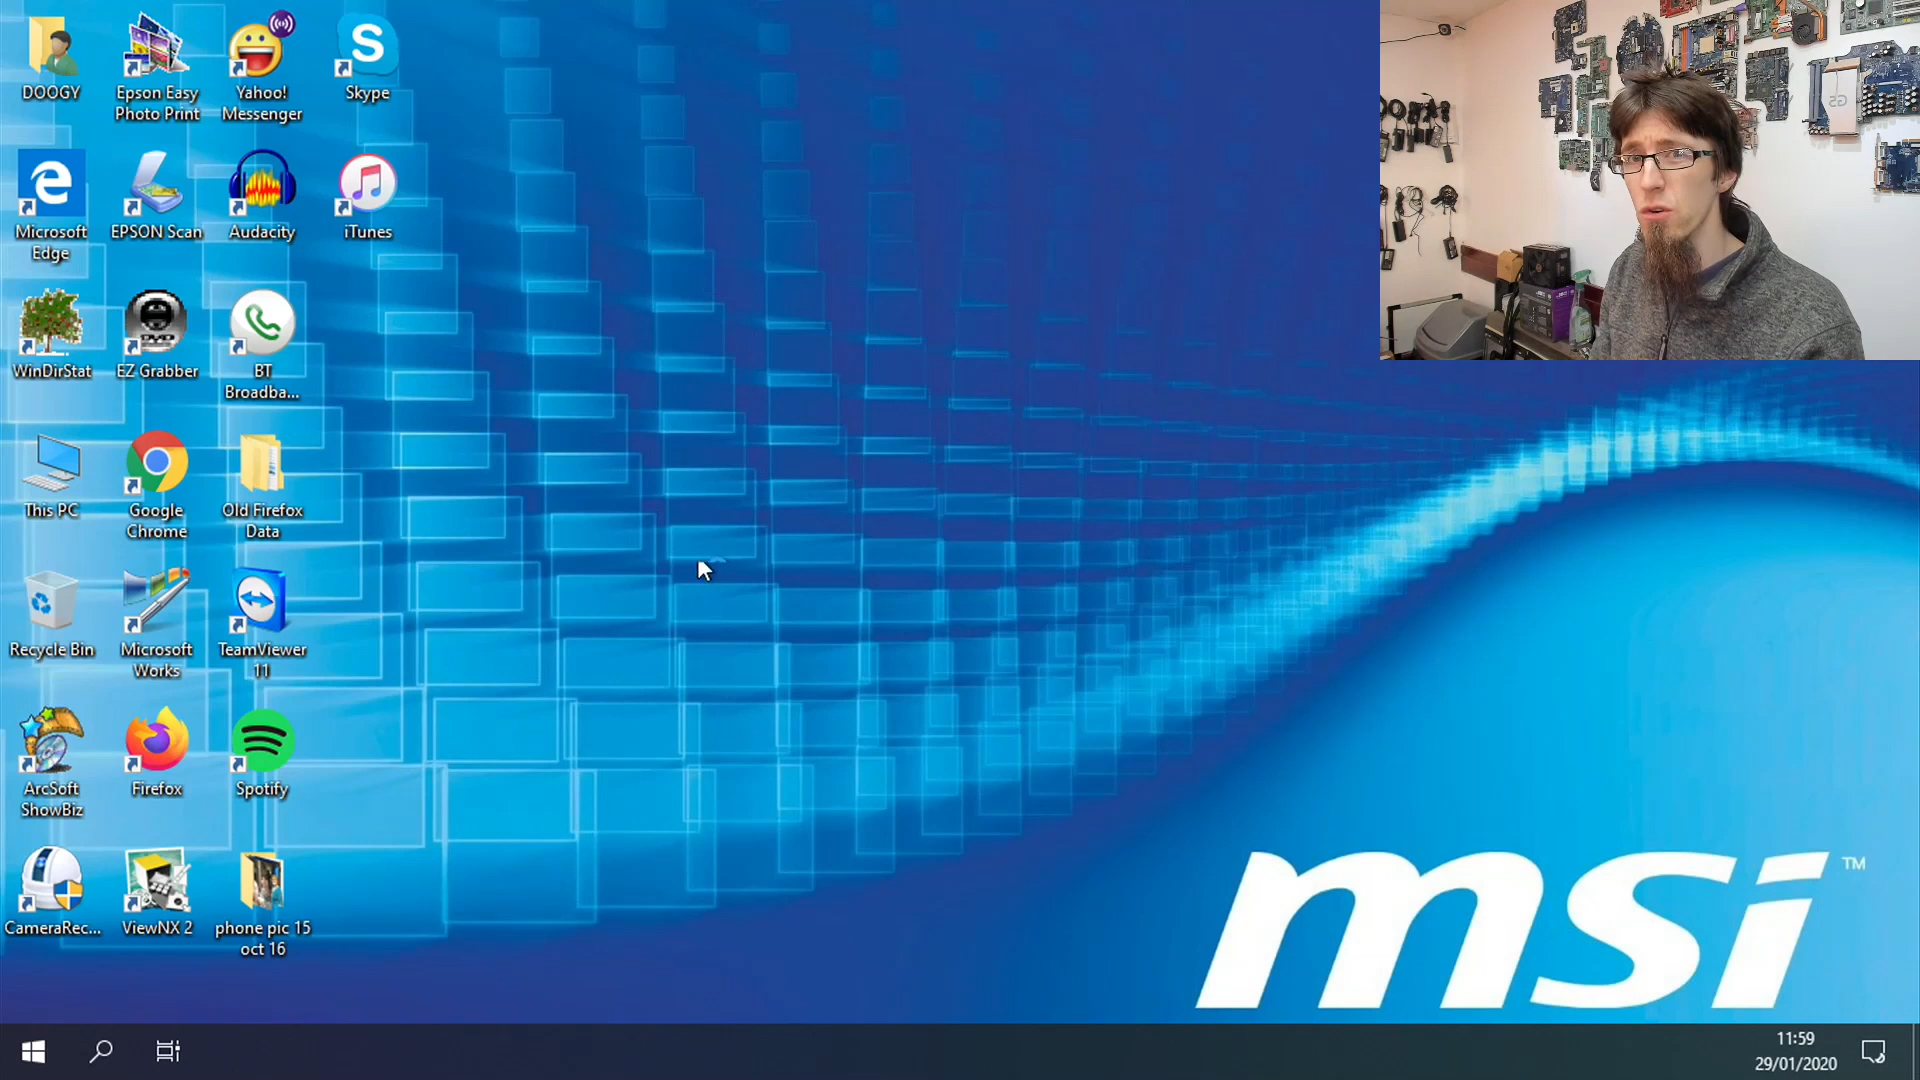 DOOGY
Epson Easy
Photo Print
Yahoo!
Messenger
Skype
Microsoft
Edge
EPSON Scan
Audacity
iTunes
WinDirStat
EZ Grabber
BT
Broadba...
This PC
Google
Chrome
Old Firefox
Data
Recycle Bin
Microsoft
Works
TeamViewer
11
ArcSoft
ShowBiz
Firefox
Spotify
CameraRec...
ViewNX 2
phone pic 15
oct 16
msi ™
11:59
29/01/2020
G5